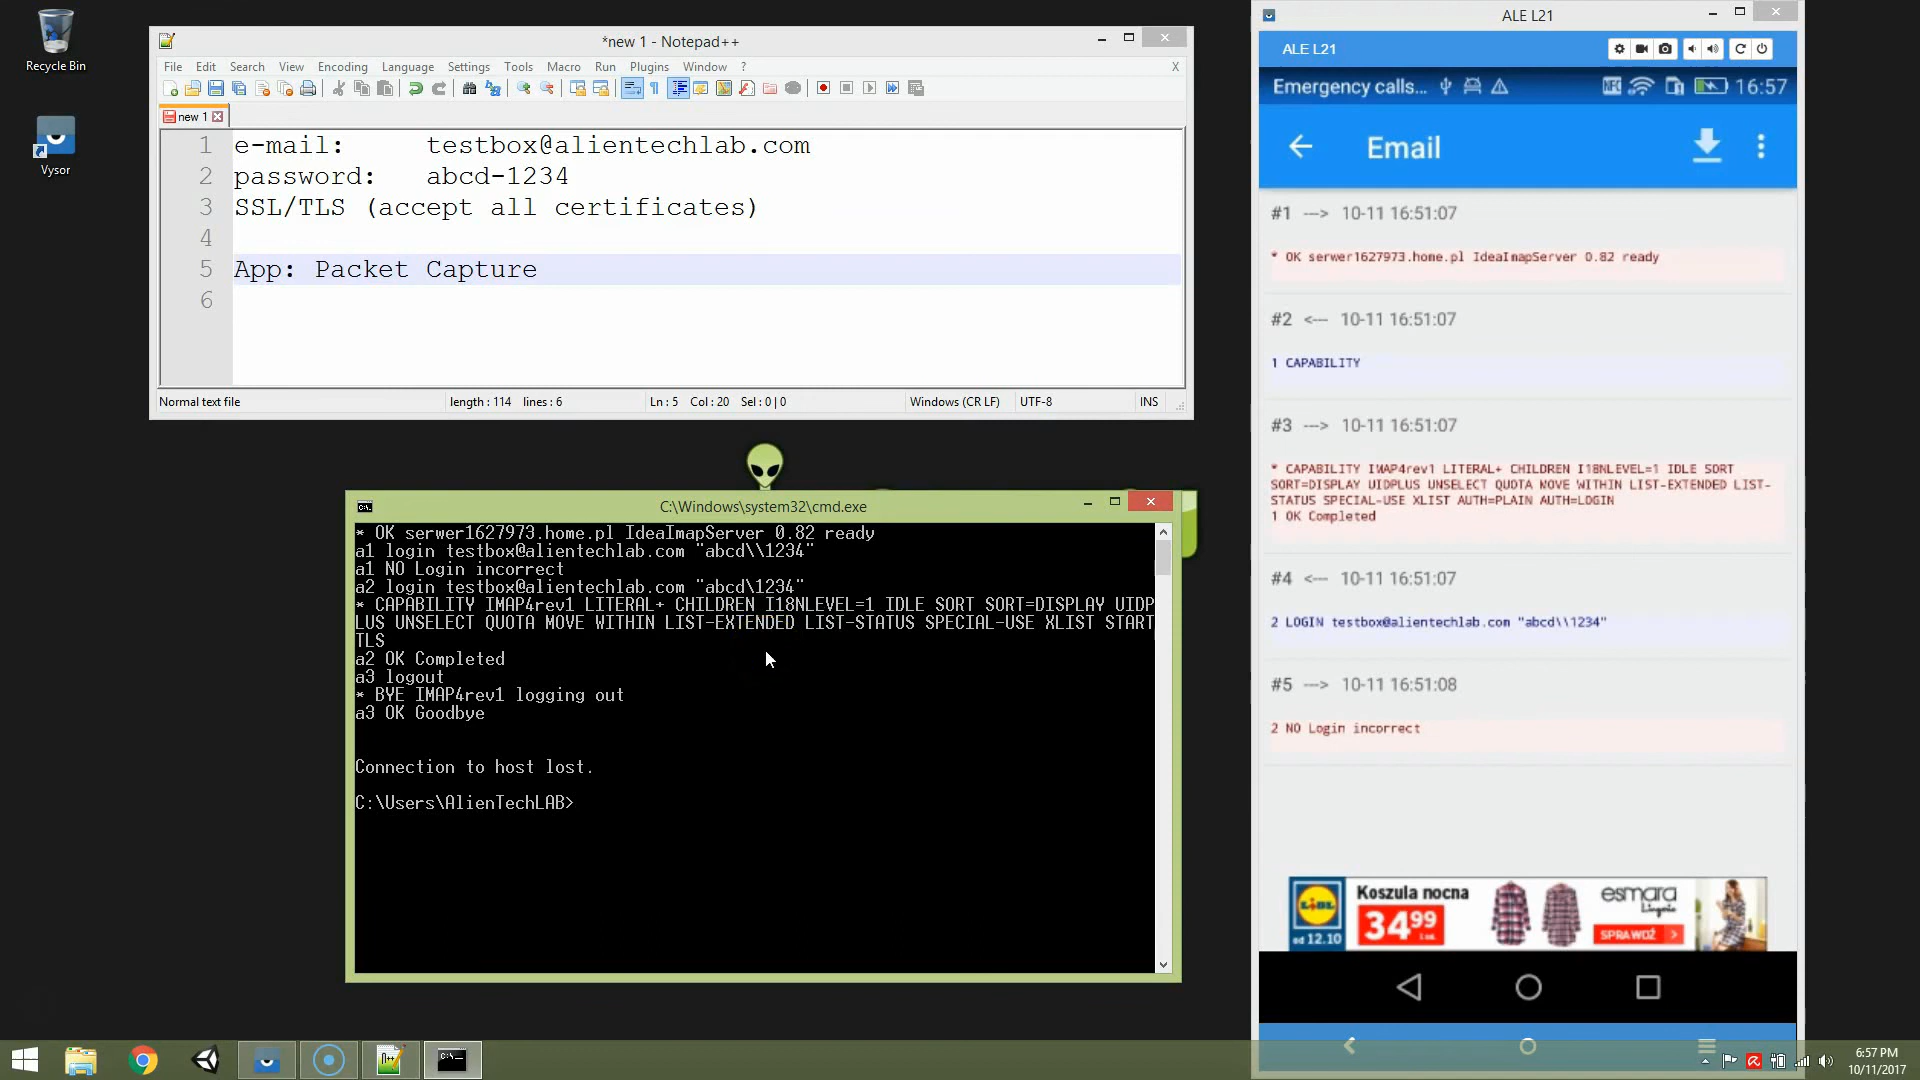 Recycle Bin
Vysor
*new 1 - Notepad++
File Edit Search View Encoding Language Settings Tools Macro Run Plugins Window ? X
new 1
1 e-mail: testbox@alientechlab.com
2 password: abcd-1234
3 SSL/TLS (accept all certificates)
4
5 App: Packet Capture
6
Normal text file length : 114 lines : 6 Ln : 5 Col : 20 Sel : 0 | 0 Windows (CR LF) UTF-8 INS
C:\Windows\system32\cmd.exe
* OK serwer1627973.home.pl IdeaImapServer 0.82 ready
a1 login testbox@alientechlab.com "abcd\\1234"
a1 NO Login incorrect
a2 login testbox@alientechlab.com "abcd\1234"
* CAPABILITY IMAP4rev1 LITERAL+ CHILDREN I18NLEVEL=1 IDLE SORT SORT=DISPLAY UIDP
LUS UNSELECT QUOTA MOVE WITHIN LIST-EXTENDED LIST-STATUS SPECIAL-USE XLIST START
TLS
a2 OK Completed
a3 logout
* BYE IMAP4rev1 logging out
a3 OK Goodbye
Connection to host lost.
C:\Users\AlienTechLAB>
ALE L21
ALE L21
Emergency calls... NFC 16:57
Email
#1 ---> 10-11 16:51:07
* OK serwer1627973.home.pl IdeaImapServer 0.82 ready
#2 <--- 10-11 16:51:07
1 CAPABILITY
#3 ---> 10-11 16:51:07
* CAPABILITY IMAP4rev1 LITERAL+ CHILDREN I18NLEVEL=1 IDLE SORT
SORT=DISPLAY UIDPLUS UNSELECT QUOTA MOVE WITHIN LIST-EXTENDED LIST-
STATUS SPECIAL-USE XLIST AUTH=PLAIN AUTH=LOGIN
1 OK Completed
#4 <--- 10-11 16:51:07
2 LOGIN testbox@alientechlab.com "abcd\\1234"
#5 ---> 10-11 16:51:08
2 NO Login incorrect
LIDL
od 12.10
Koszula nocna
3499
esmara
Lingerie
SPRAWDŹ >
6:57 PM
10/11/2017